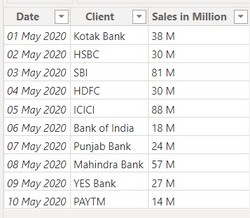 Date Client Sales in Million
01 May 2020 Kotak Bank 38 M
02 May 2020 HSBC 30 M
03 May 2020 SBI 81 M
04 May 2020 HDFC 30 M
05 May 2020 ICICI 88 M
06 May 2020 Bank of India 18 M
07 May 2020 Punjab Bank 24 M
08 May 2020 Mahindra Bank 57 M
09 May 2020 YES Bank 27 M
10 May 2020 PAYTM 14 M